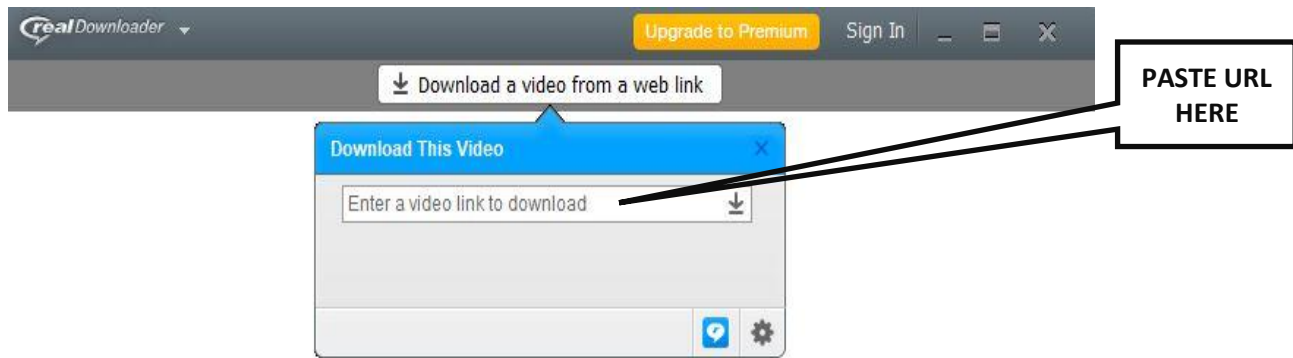 realDownloader
Upgrade to Premium
Sign In
Download a video from a web link
PASTE URL
HERE
Download This Video
Enter a video link to download